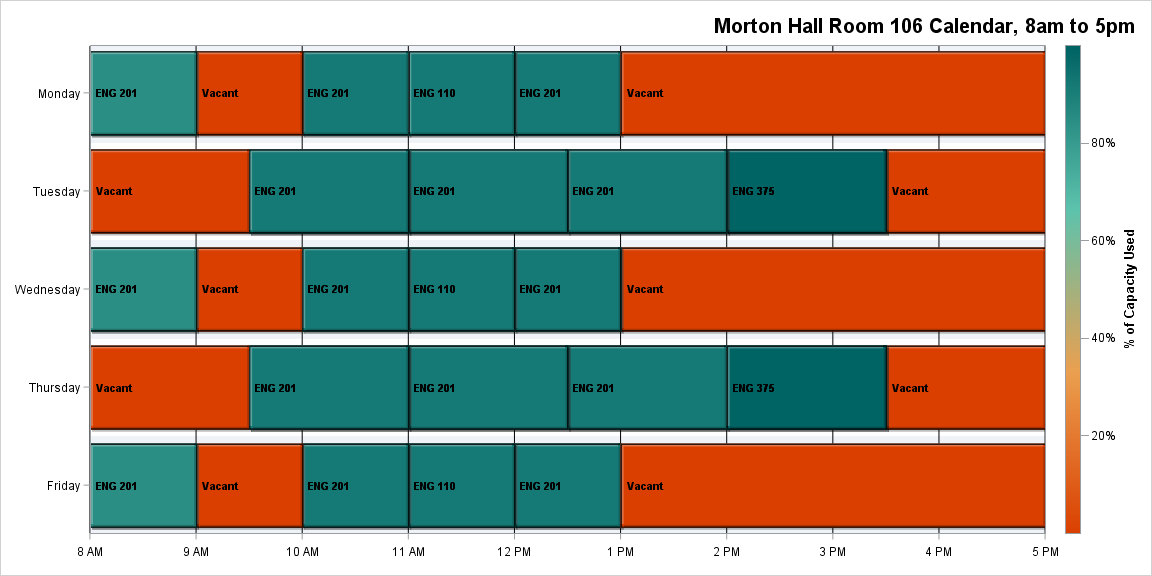 Morton Hall Room 106 Calendar, 8am to 5pm
Monday
ENG 201
Vacant
ENG 201
ENG 110
ENG 201
Vacant
Tuesday
Vacant
ENG 201
ENG 201
ENG 201
ENG 375
Vacant
Wednesday
ENG 201
Vacant
ENG 201
ENG 110
ENG 201
Vacant
Thursday
Vacant
ENG 201
ENG 201
ENG 201
ENG 375
Vacant
Friday
ENG 201
Vacant
ENG 201
ENG 110
ENG 201
Vacant
8 AM
9 AM
10 AM
11 AM
12 PM
1 PM
2 PM
3 PM
4 PM
5 PM
80%
60%
40%
20%
% of Capacity Used